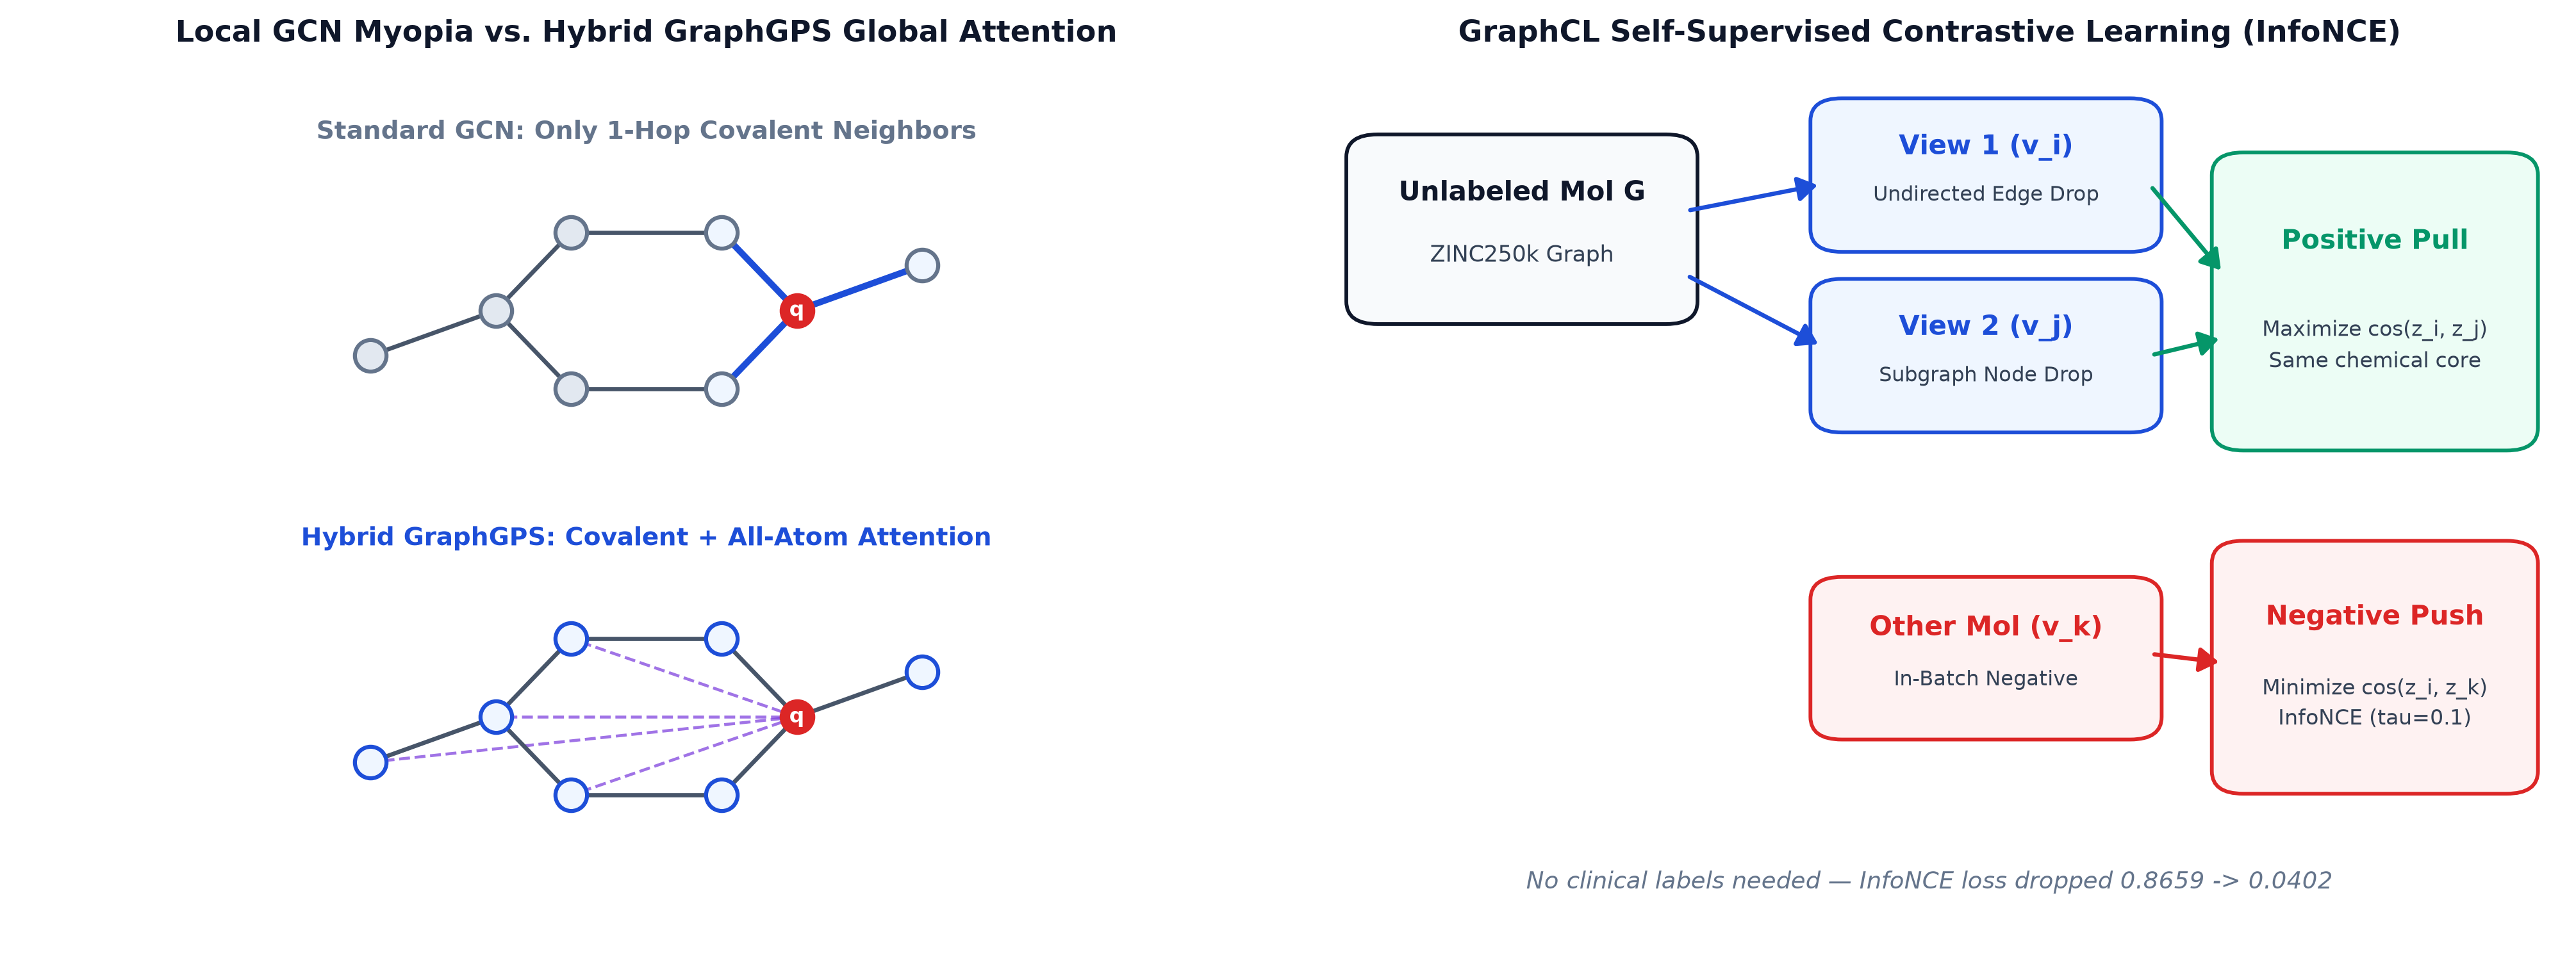 Local GCN Myopia vs. Hybrid GraphGPS Global Attention
Standard GCN: Only 1-Hop Covalent Neighbors
q
Hybrid GraphGPS: Covalent + All-Atom Attention
q
GraphCL Self-Supervised Contrastive Learning (InfoNCE)
Unlabeled Mol G
ZINC250k Graph
View 1 (v_i)
Undirected Edge Drop
View 2 (v_j)
Subgraph Node Drop
Positive Pull
Maximize cos(z_i, z_j)
Same chemical core
Other Mol (v_k)
In-Batch Negative
Negative Push
Minimize cos(z_i, z_k)
InfoNCE (tau=0.1)
No clinical labels needed — InfoNCE loss dropped 0.8659 -> 0.0402